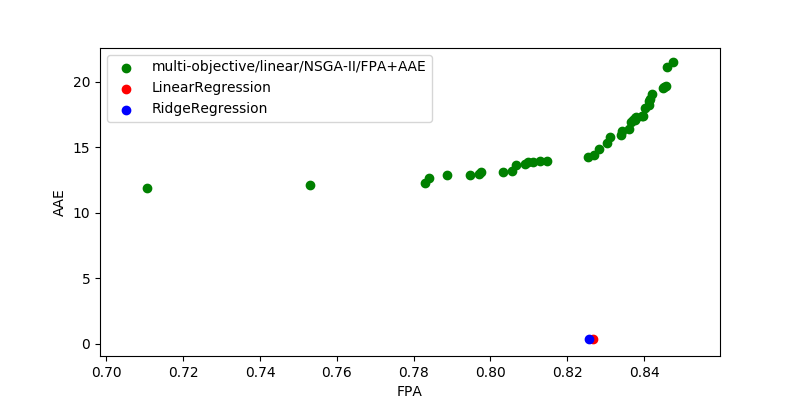 multi-objective/linear/NSGA-II/FPA+AAE
LinearRegression
RidgeRegression
20
15
10
5
0
AAE
0.70 0.72 0.74 0.76 0.78 0.80 0.82 0.84
FPA